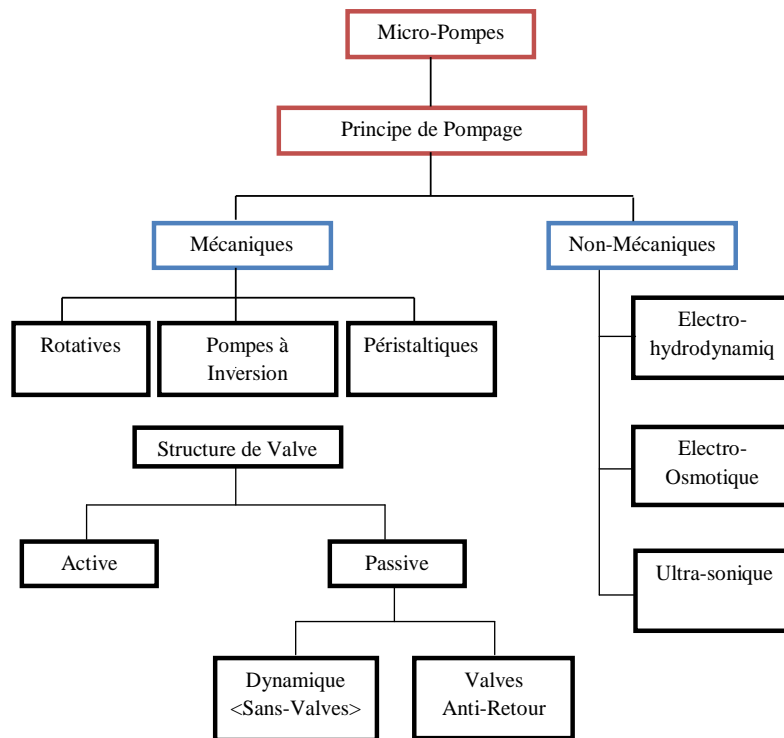 Micro-Pompes
Principe de Pompage
Mécaniques
Non-Mécaniques
Rotatives
Pompes à
Inversion
Péristaltiques
Electro-
hydrodynamiq
Structure de Valve
Electro-
Osmotique
Active
Passive
Ultra-sonique
Dynamique
<Sans-Valves>
Valves
Anti-Retour